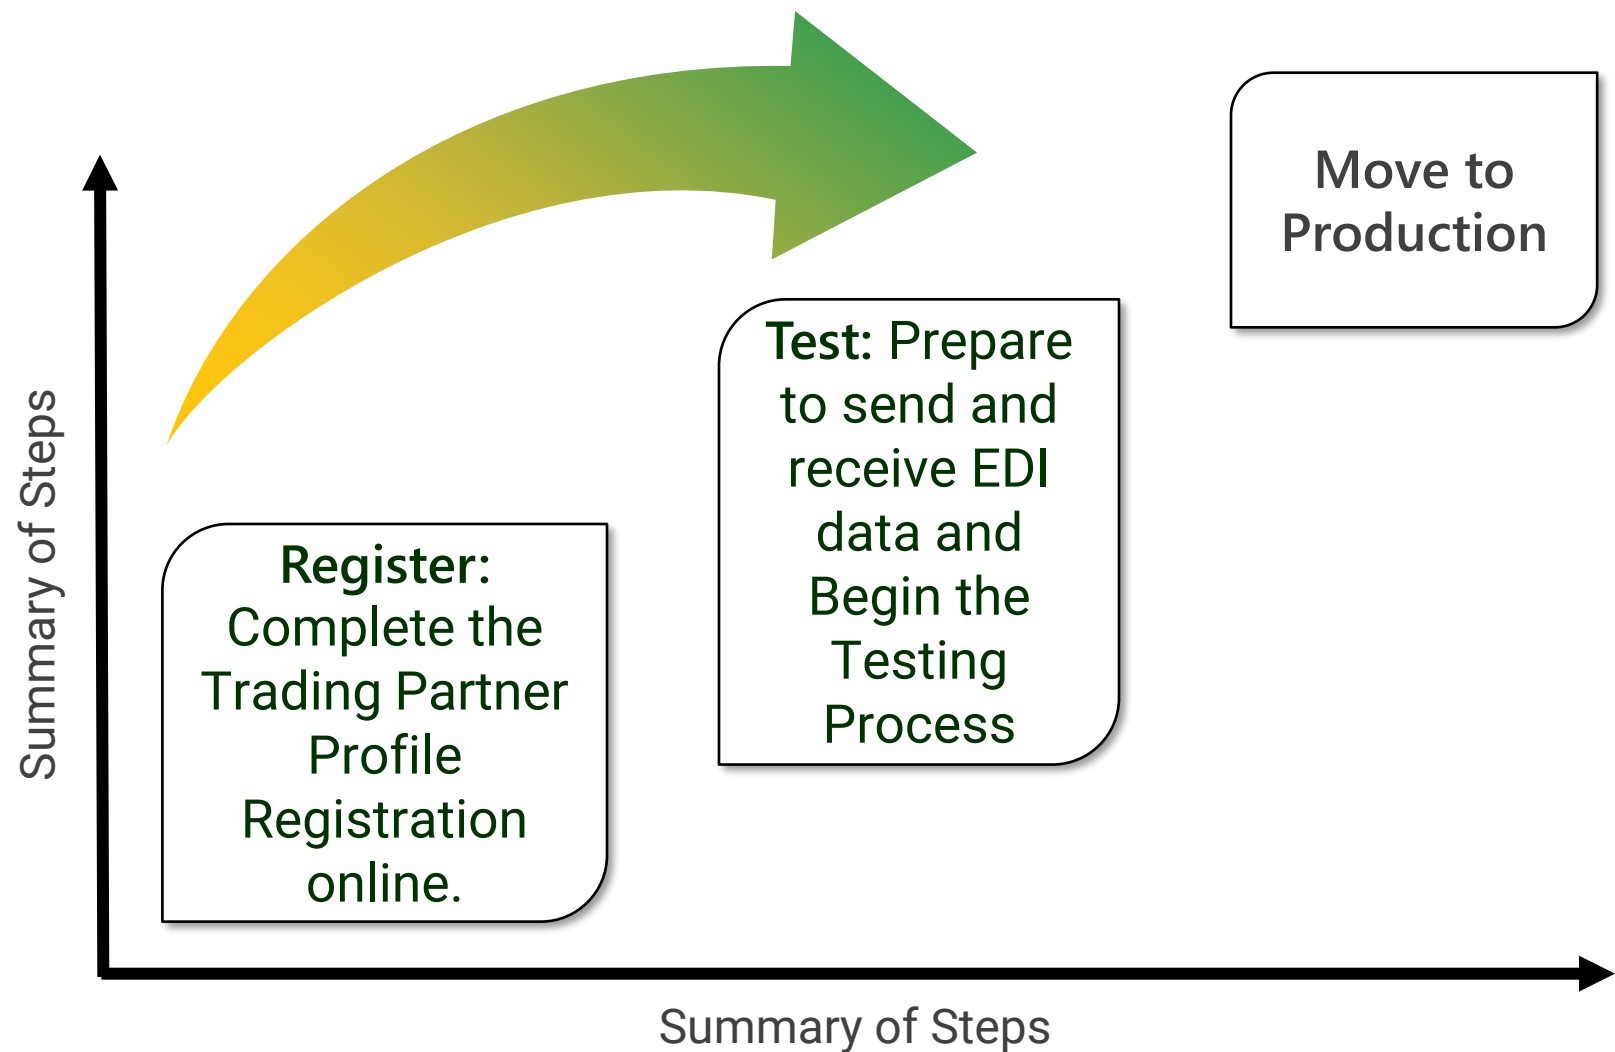 Move to
Production
Test: Prepare
to send and
receive EDI
data and
Begin the
Testing
Process
Register:
Complete the
Trading Partner
Profile
Registration
online.
Summary of Steps
Summary of Steps